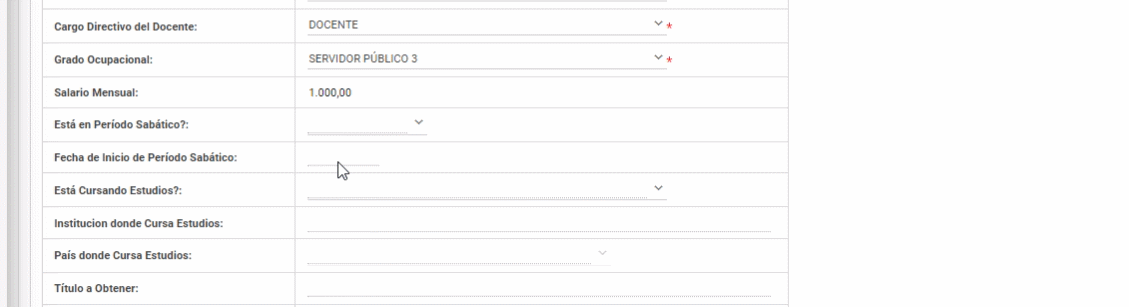 Cargo Directivo del Docente: DOCENTE *
Grado Ocupacional: SERVIDOR PÚBLICO 3 *
Salario Mensual: 1.000,00
Está en Período Sabático?:
Fecha de Inicio de Período Sabático:
Está Cursando Estudios?:
Institucion donde Cursa Estudios:
País donde Cursa Estudios:
Título a Obtener: